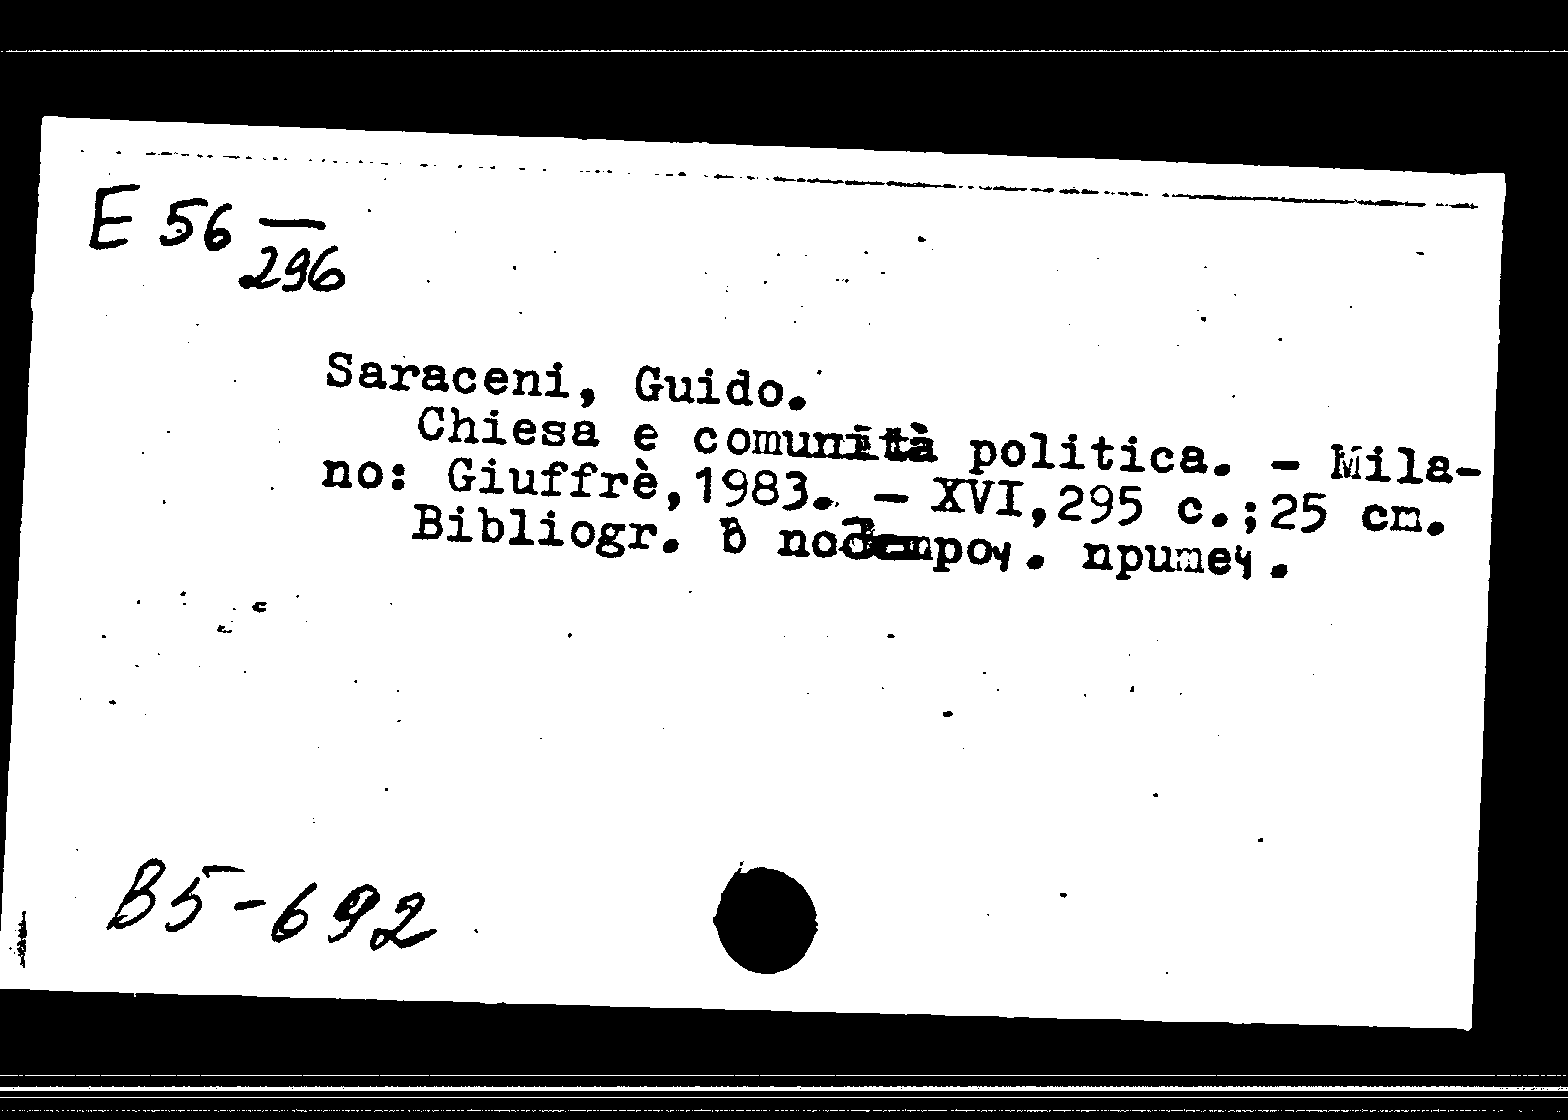 E 56 —
296
Saraceni, Guido.
Chiesa e comunità politica. - Mila-
no: Giuffrè, 1983. - XVI, 295 c.; 25 cm.
Bibliogr. в подстроч. примеч.
B5-692